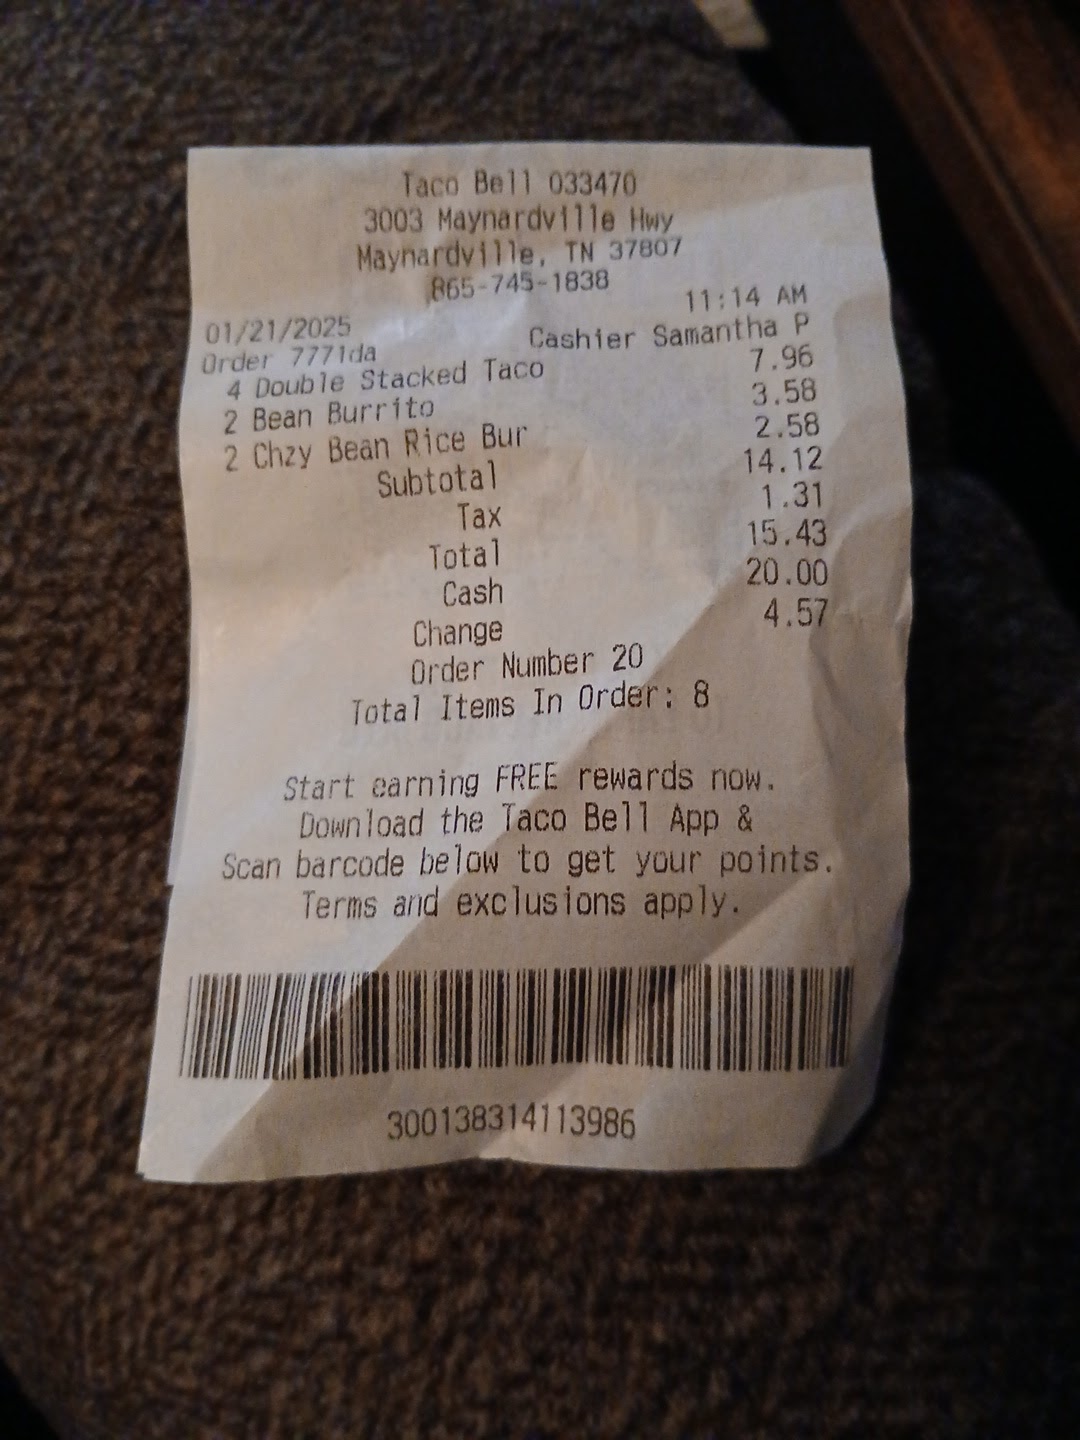 Taco Bell 033470
3003 Maynardville Hwy
Maynardville, TN 37807
865-745-1838
01/21/2025 11:14 AM
Order 7771da Cashier Samantha P
4 Double Stacked Taco 7.96
2 Bean Burrito 3.58
2 Chzy Bean Rice Bur 2.58
Subtotal 14.12
Tax 1.31
Total 15.43
Cash 20.00
Change 4.57
Order Number 20
Total Items In Order: 8
Start earning FREE rewards now.
Download the Taco Bell App &
Scan barcode below to get your points.
Terms and exclusions apply.
300138314113986